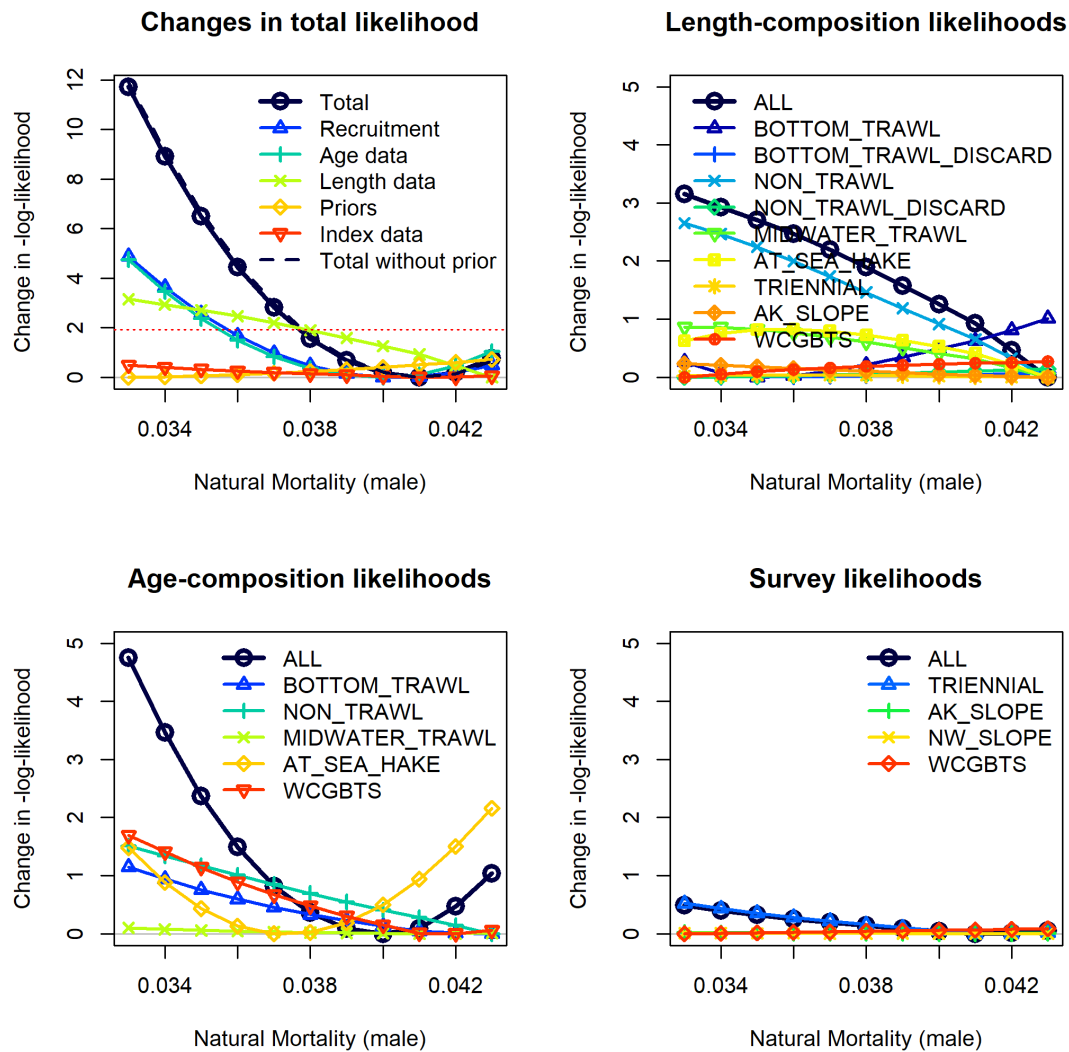 Changes in total likelihood
Change in -log-likelihood
12
10
8
6
4
2
0
Total
Recruitment
Age data
Length data
Priors
Index data
Total without prior
0.034
0.038
0.042
Natural Mortality (male)
Length-composition likelihoods
Change in -log-likelihood
5
4
3
2
1
0
ALL
BOTTOM_TRAWL
BOTTOM_TRAWL_DISCARD
NON_TRAWL
NON_TRAWL_DISCARD
MIDWATER_TRAWL
AT_SEA_HAKE
TRIENNIAL
AK_SLOPE
WCGBTS
0.034
0.038
0.042
Natural Mortality (male)
Age-composition likelihoods
Change in -log-likelihood
5
4
3
2
1
0
ALL
BOTTOM_TRAWL
NON_TRAWL
MIDWATER_TRAWL
AT_SEA_HAKE
WCGBTS
0.034
0.038
0.042
Natural Mortality (male)
Survey likelihoods
Change in -log-likelihood
5
4
3
2
1
0
ALL
TRIENNIAL
AK_SLOPE
NW_SLOPE
WCGBTS
0.034
0.038
0.042
Natural Mortality (male)